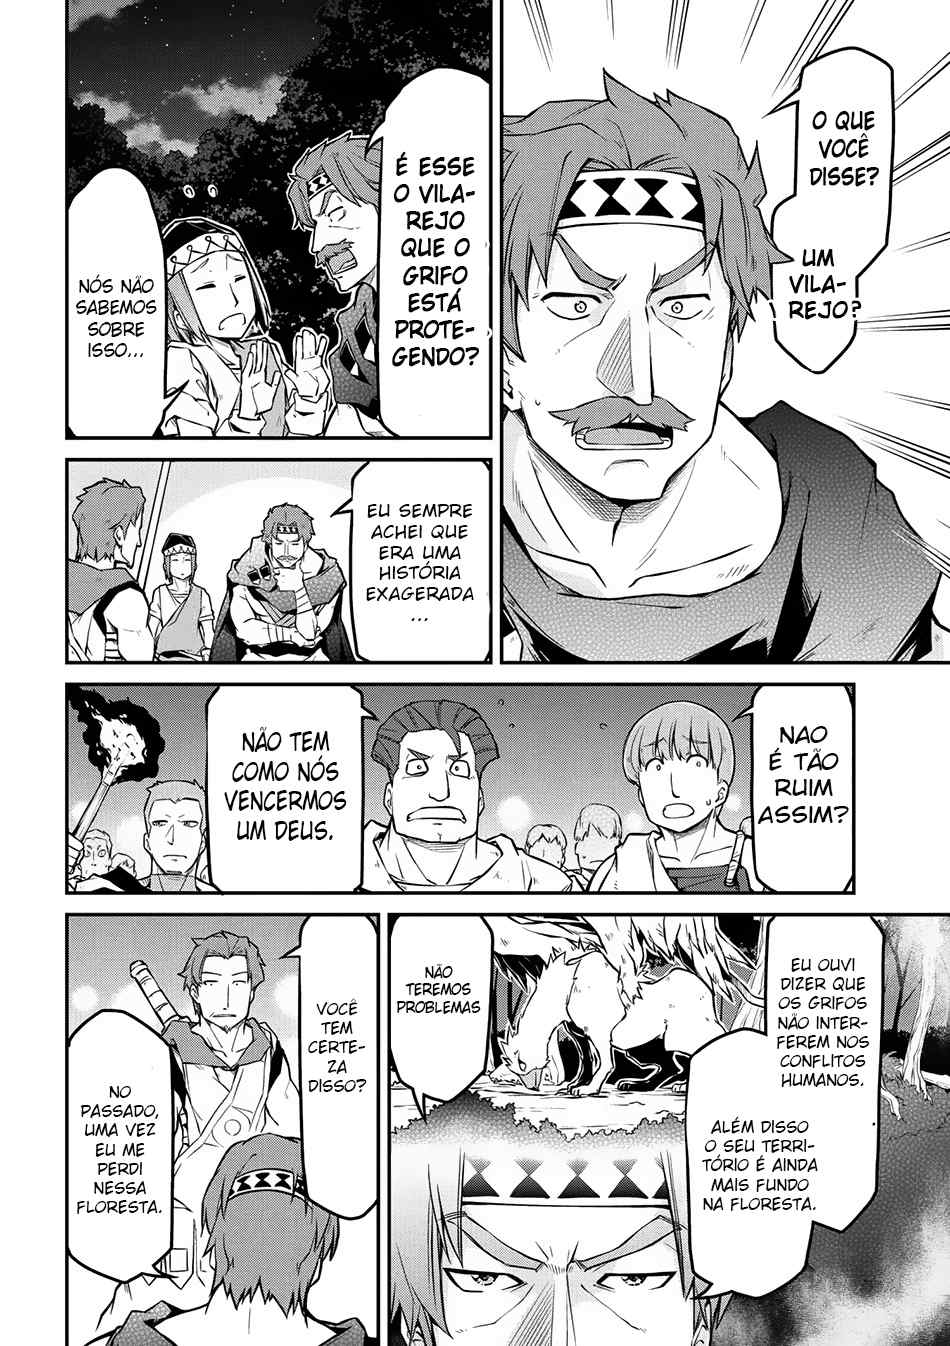 O QUE
VOCÊ
DISSE?
UM
VILA-
REJO?
É ESSE
O VILA-
REJO
QUE O
GRIFO
ESTÁ
PROTE-
GENDO?
NÓS NÃO
SABEMOS
SOBRE
ISSO...
EU SEMPRE
ACHEI QUE
ERA UMA
HISTÓRIA
EXAGERADA
...
NAO
É TÃO
RUIM
ASSIM?
NÃO TEM
COMO NÓS
VENCERMOS
UM DEUS.
EU OUVI
DIZER QUE
OS GRIFOS
NÃO INTER-
FEREM NOS
CONFLITOS
HUMANOS.
ALÉM DISSO
O SEU TERRI-
TÓRIO É AINDA
MAIS FUNDO
NA FLORESTA.
NÃO
TEREMOS
PROBLEMAS
VOCÊ
TEM
CERTE-
ZA
DISSO?
NO
PASSADO,
UMA VEZ
EU ME
PERDI
NESSA
FLORESTA.